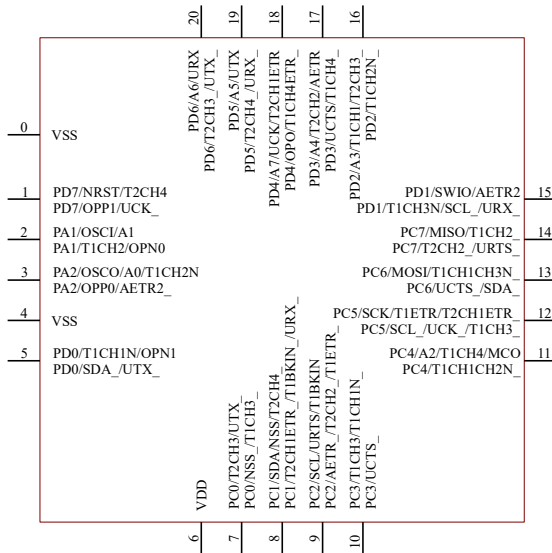 20
19
18
17
16
PD6/A6/URX
PD6/T2CH3_/UTX_
PD5/A5/UTX
PD5/T2CH4_/URX_
PD4/A7/UCK/T2CH1ETR
PD4/OPO/T1CH4ETR_
PD3/A4/T2CH2/AETR
PD3/UCTS/T1CH4_
PD2/A3/T1CH1/T2CH3_
PD2/T1CH2N_
0
VSS
1
PD7/NRST/T2CH4
PD7/OPP1/UCK_
2
PA1/OSCI/A1
PA1/T1CH2/OPN0
3
PA2/OSCO/A0/T1CH2N
PA2/OPP0/AETR2_
4
VSS
5
PD0/T1CH1N/OPN1
PD0/SDA_/UTX_
PD1/SWIO/AETR2
PD1/T1CH3N/SCL_/URX_
15
PC7/MISO/T1CH2_
PC7/T2CH2_/URTS_
14
PC6/MOSI/T1CH1CH3N_
PC6/UCTS_/SDA_
13
PC5/SCK/T1ETR/T2CH1ETR_
PC5/SCL_/UCK_/T1CH3_
12
PC4/A2/T1CH4/MCO
PC4/T1CH1CH2N_
11
VDD
PC0/T2CH3/UTX_
PC0/NSS_/T1CH3_
PC1/SDA/NSS/T2CH4_
PC1/T2CH1ETR_/T1BKIN_/URX_
PC2/SCL/URTS/T1BKIN
PC2/AETR_/T2CH2_/T1ETR_
PC3/T1CH3/T1CH1N_
PC3/UCTS_
6
7
8
9
10